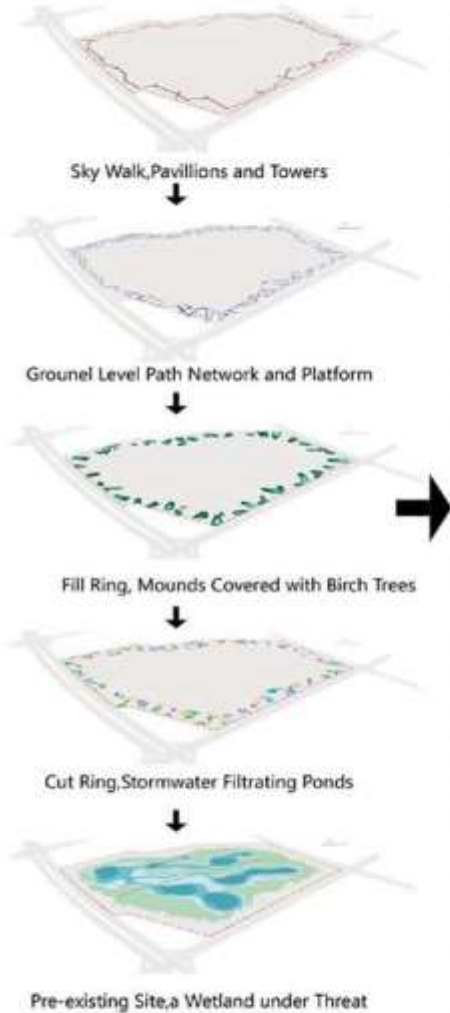 Sky Walk,Pavillions and Towers
Grounel Level Path Network and Platform
Fill Ring, Mounds Covered with Birch Trees
Cut Ring,Stormwater Filtrating Ponds
Pre-existing Site,a Wetland under Threat